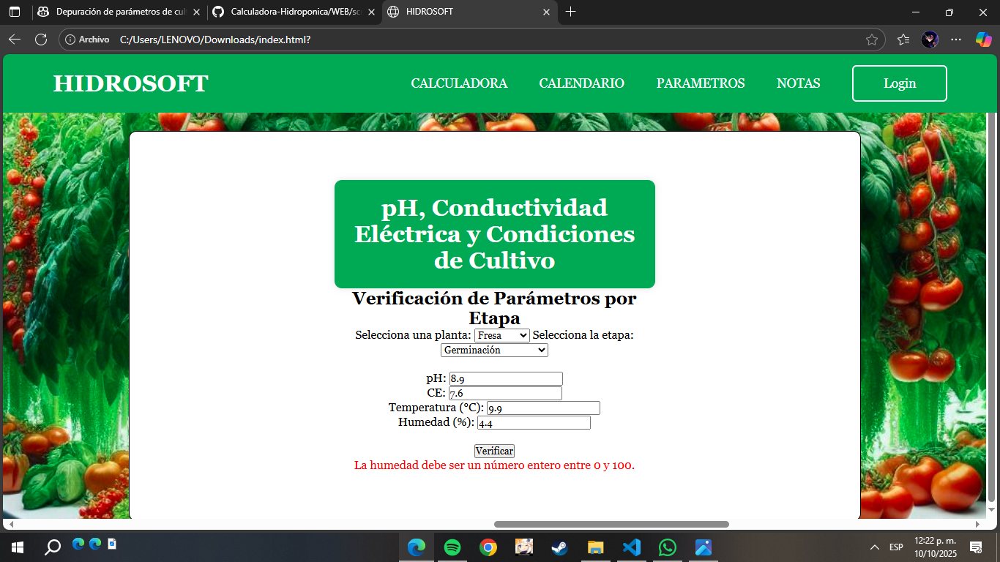 Depuración de parámetros de cul
Calculadora-Hidroponica/WEB/scr
HIDROSOFT
Archivo C:/Users/LENOVO/Downloads/index.html?
HIDROSOFT
CALCULADORA CALENDARIO PARAMETROS NOTAS Login
pH, Conductividad
Eléctrica y Condiciones
de Cultivo
Verificación de Parámetros por
Etapa
Selecciona una planta: Fresa Selecciona la etapa:
Germinación
pH: 8.9
CE: 7.6
Temperatura (°C): 9.9
Humedad (%): 4.4
Verificar
La humedad debe ser un número entero entre 0 y 100.
ESP
12:22 p. m.
10/10/2025